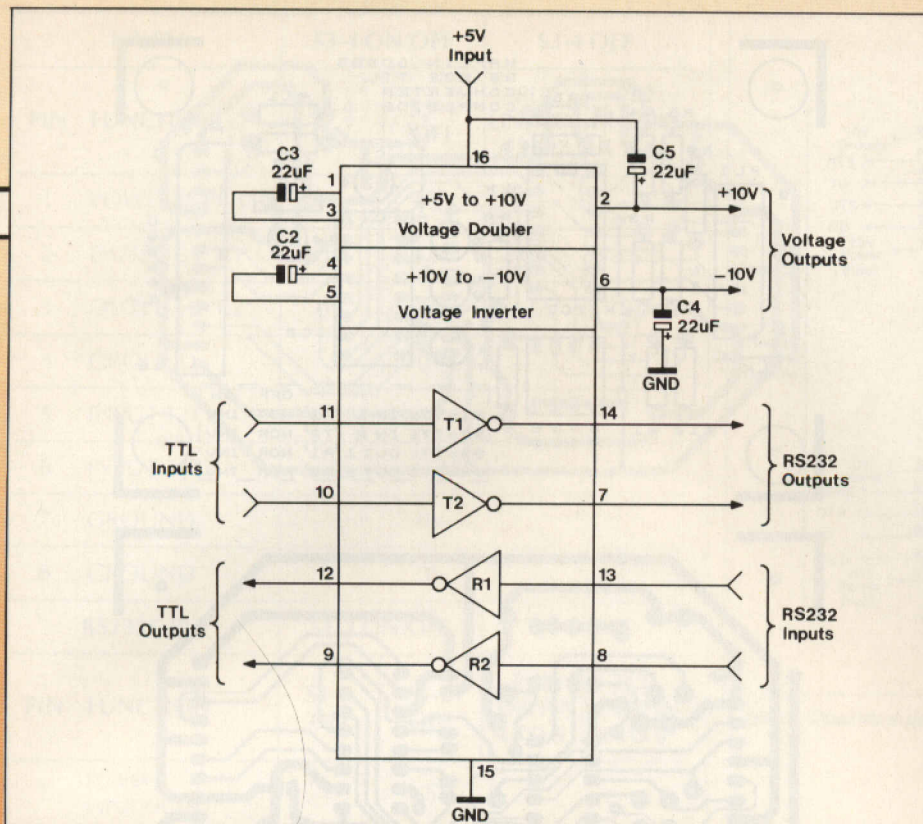 +5V
Input
16
C3
22uF
+
1
3
C5
22uF
+
+5V to +10V
Voltage Doubler
2
+10V
C2
22uF
+
4
5
+10V to −10V
Voltage Inverter
6
−10V
Voltage
Outputs
C4
22uF
+
GND
TTL
Inputs
11
T1
14
10
T2
7
RS232
Outputs
TTL
Outputs
12
R1
13
9
R2
8
RS232
Inputs
15
GND